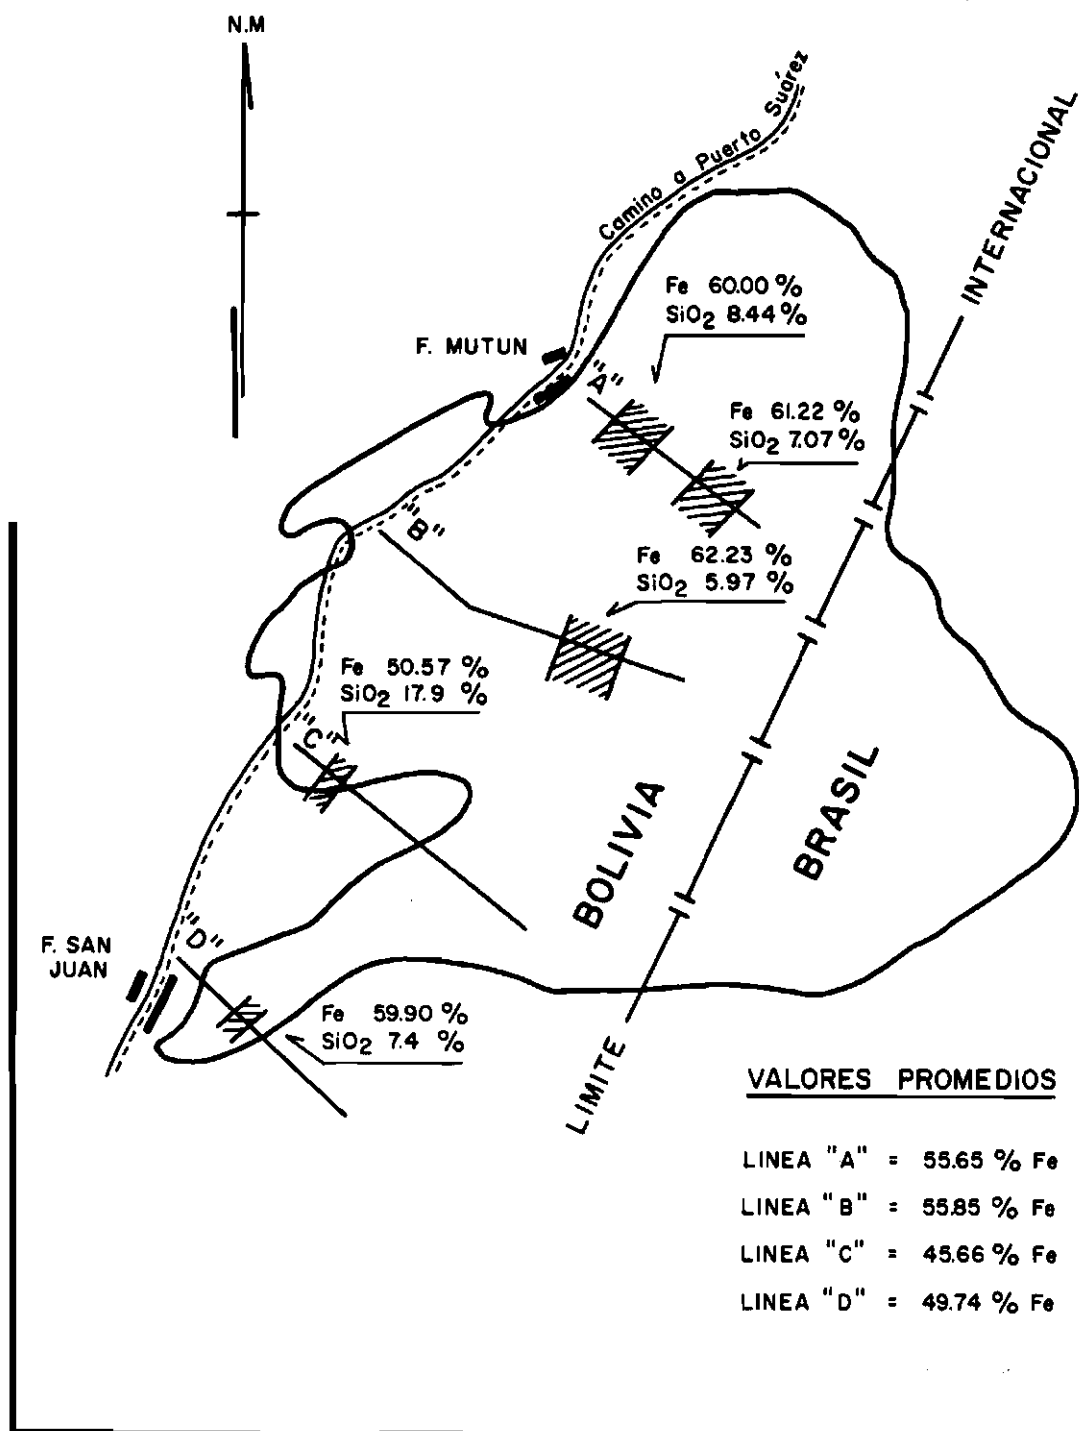 N.M
Camino a Puerto Suárez
INTERNACIONAL
Fe 60.00 %
SiO2 8.44 %
F. MUTUN
"A"
Fe 61.22 %
SiO2 7.07 %
"B"
Fe 62.23 %
SiO2 5.97 %
Fe 50.57 %
SiO2 17.9 %
"C"
BOLIVIA
BRASIL
"D"
F. SAN
JUAN
Fe 59.90 %
SiO2 7.4 %
LIMITE
VALORES PROMEDIOS
LINEA "A" = 55.65 % Fe
LINEA "B" = 55.85 % Fe
LINEA "C" = 45.66 % Fe
LINEA "D" = 49.74 % Fe